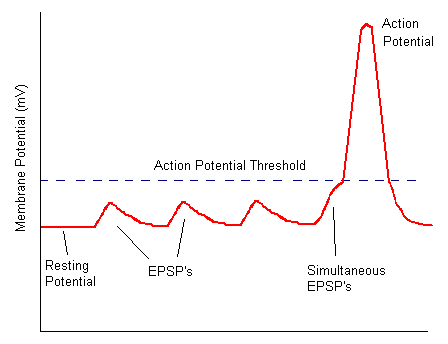 Action
Potential
Membrane Potential (mV)
Action Potential Threshold
Resting
Potential
EPSP's
Simultaneous
EPSP's